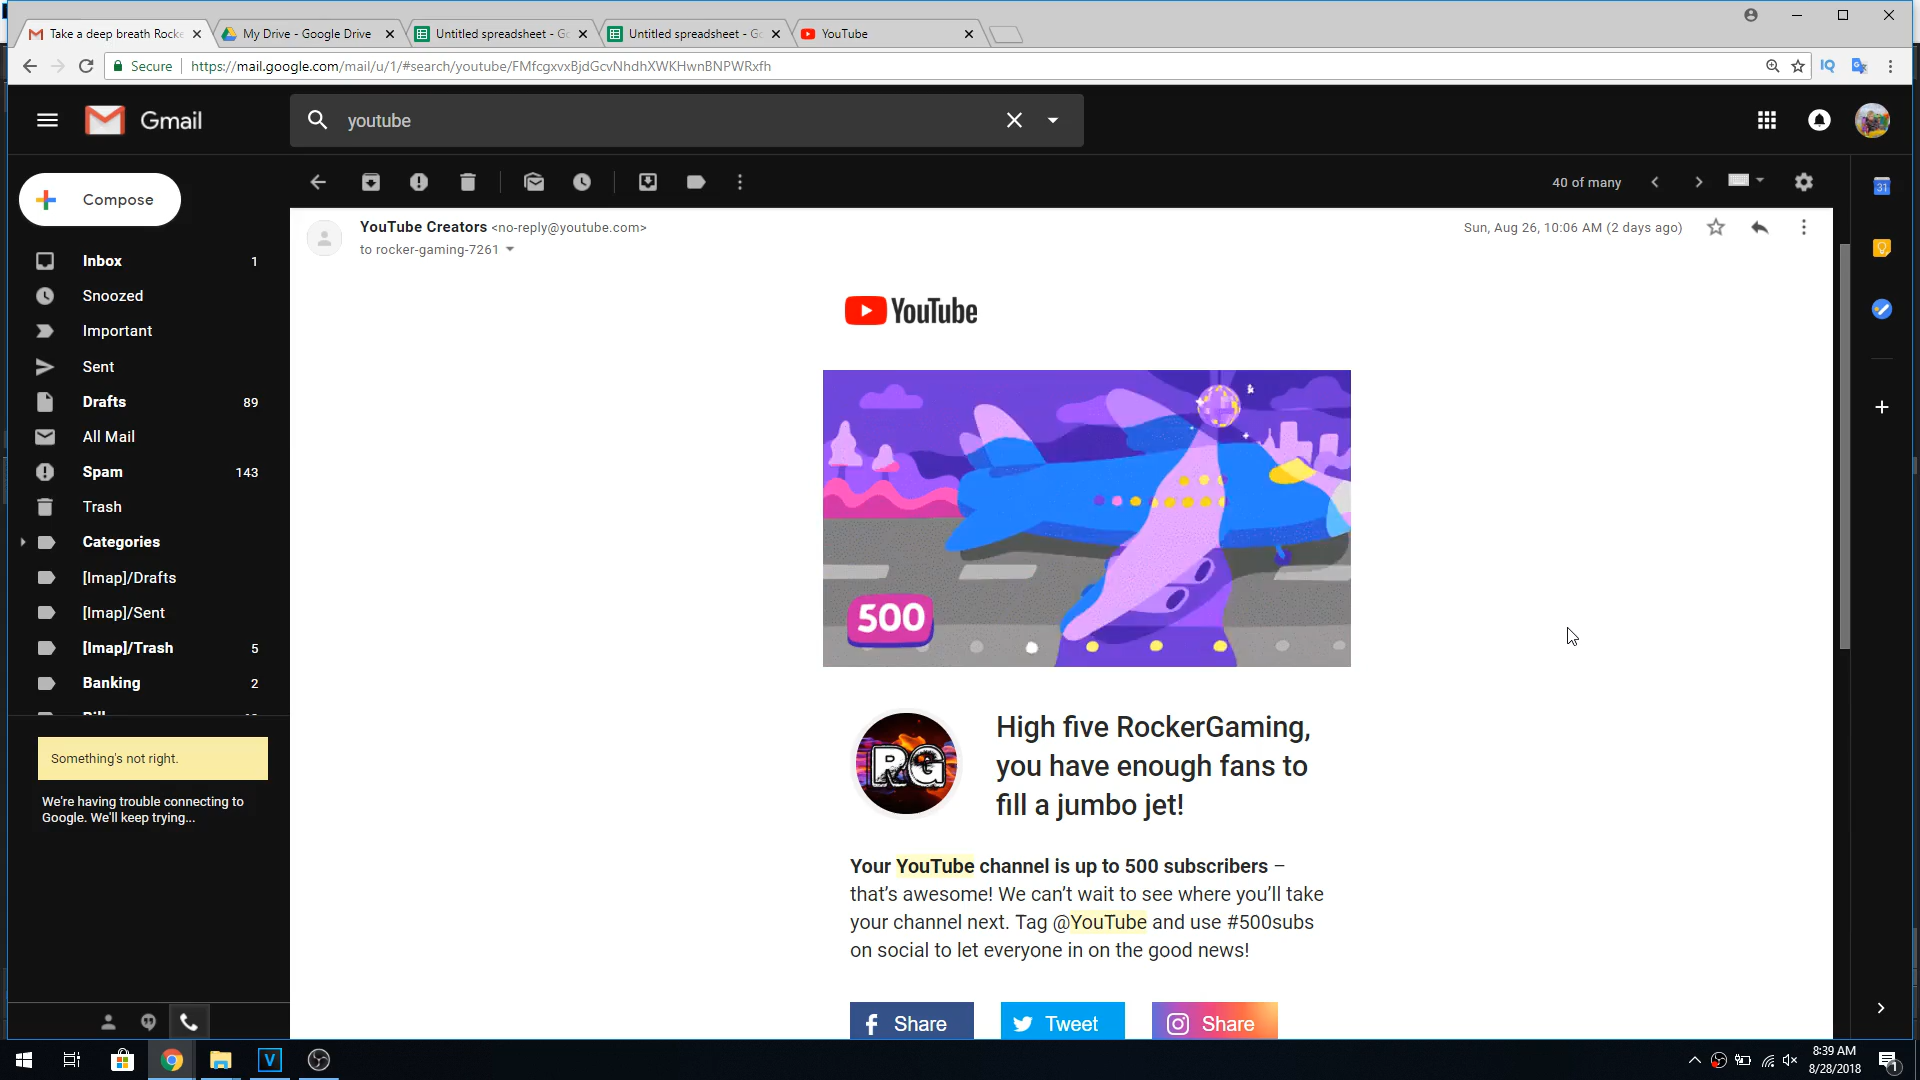 Take a deep breath Rocke
My Drive - Google Drive
Untitled spreadsheet - Go
Untitled spreadsheet - Go
YouTube
Secure
https://mail.google.com/mail/u/1/#search/youtube/FMfcgxvxBjdGcvNhdhXWKHwnBNPWRxfh
IQ
Gmail
youtube
Compose
40 of many
31
Inbox 1
Snoozed
Important
Sent
Drafts 89
All Mail
Spam 143
Trash
Categories
[Imap]/Drafts
[Imap]/Sent
[Imap]/Trash 5
Banking 2
Something's not right.
We're having trouble connecting to
Google. We'll keep trying...
YouTube Creators <no-reply@youtube.com>
Sun, Aug 26, 10:06 AM (2 days ago)
to rocker-gaming-7261
YouTube
500
RG
High five RockerGaming,
you have enough fans to
fill a jumbo jet!
Your YouTube channel is up to 500 subscribers –
that's awesome! We can't wait to see where you'll take
your channel next. Tag @YouTube and use #500subs
on social to let everyone in on the good news!
Share
Tweet
Share
V
8:39 AM
8/28/2018
1